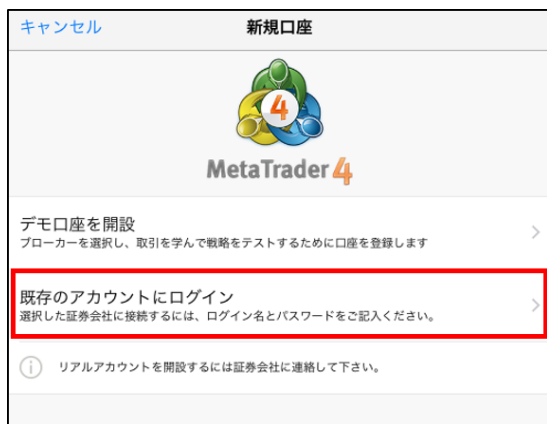 キャンセル 新規口座
4
MetaTrader 4
デモ口座を開設
ブローカーを選択し、取引を学んで戦略をテストするために口座を登録します
既存のアカウントにログイン
選択した証券会社に接続するには、ログイン名とパスワードをご記入ください。
リアルアカウントを開設するには証券会社に連絡して下さい。